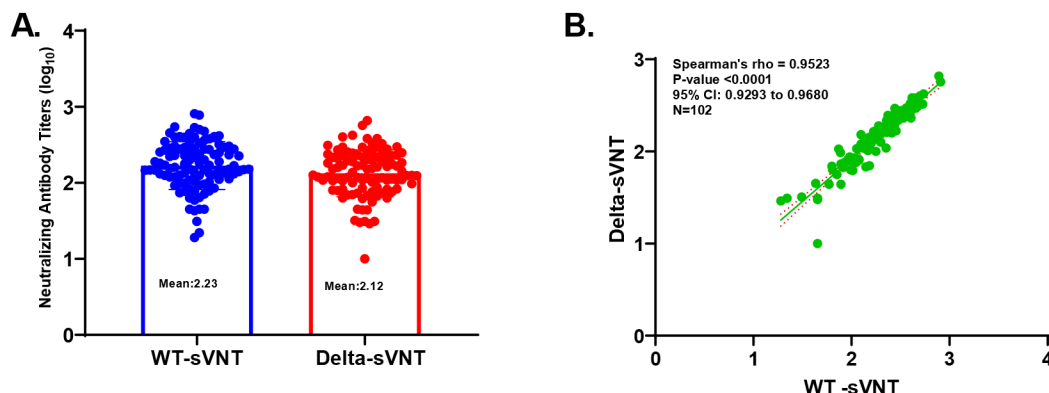 A.
Neutralizing Antibody Titers (log10)
4
3
2
1
0
Mean:2.23
Mean:2.12
WT-sVNT
Delta-sVNT
B.
Spearman's rho = 0.9523
P-value <0.0001
95% CI: 0.9293 to 0.9680
N=102
Delta-sVNT
3
2
1
0
0 1 2 3 4
WT -sVNT